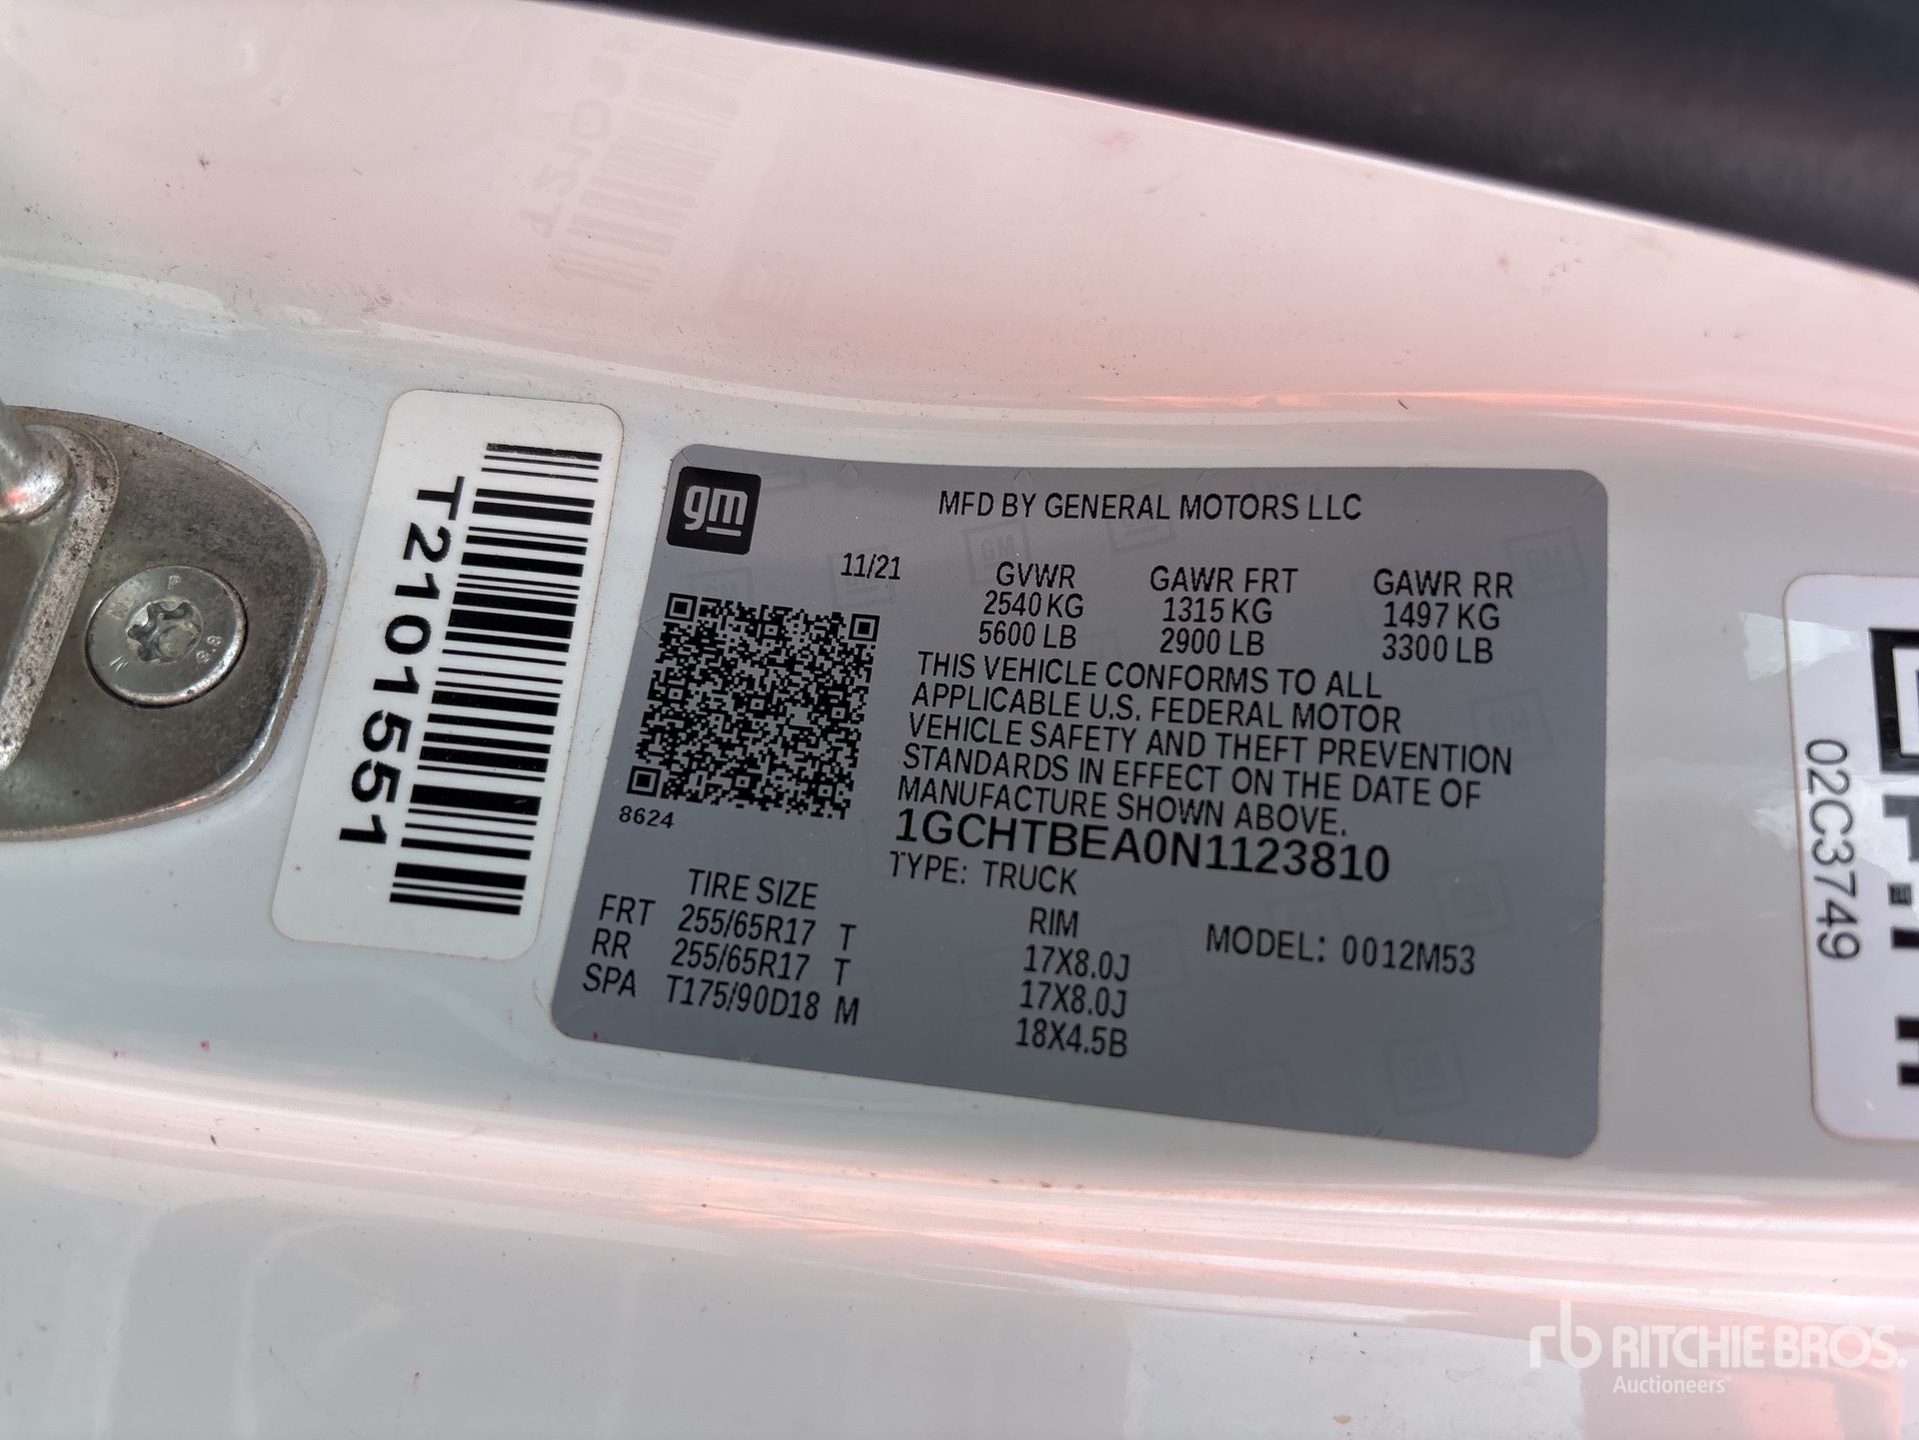 T2101551
gm
MFD BY GENERAL MOTORS LLC
11/21
GVWR GAWR FRT GAWR RR
2540 KG 1315 KG 1497 KG
5600 LB 2900 LB 3300 LB
THIS VEHICLE CONFORMS TO ALL
APPLICABLE U.S. FEDERAL MOTOR
VEHICLE SAFETY AND THEFT PREVENTION
STANDARDS IN EFFECT ON THE DATE OF
MANUFACTURE SHOWN ABOVE.
8624
1GCHTBEA0N1123810
TYPE: TRUCK
TIRE SIZE RIM MODEL: 0012M53
FRT 255/65R17 T 17X8.0J
RR 255/65R17 T 17X8.0J
SPA T175/90D18 M 18X4.5B
02C3749
rb RITCHIE BROS.
Auctioneers